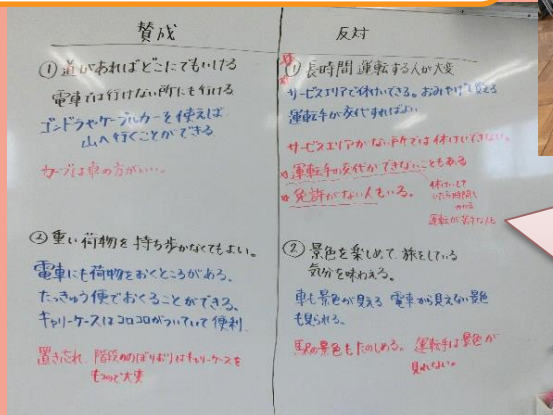 賛成
①道があればどこにでもいける
電車では行けない所にも行ける
ゴンドラやケーブルカーを使えば
山へ行くことができる
カーブは車の方がいい。
②重い荷物を持ち歩かなくてもよい。
電車にも荷物をおくところがある。
たっきゅう便でおくることができる。
キャリーケースはコロコロがついていて便利
置き忘れ、階段ののぼりおりはキャリーケースを
もつので大変
反対
①長時間運転する人が大変
サービスエリアで休けいできる。おみやげも買える
運転手が交代すればよい
サービスエリアがない所では休けいできない。
運転手の交代ができないこともある
免許がない人もいる。
休けいして
いたら時間も
かかる
運転が苦手な人も
②景色を楽しめて、旅をしている
気分を味わえる。
車も景色が見える 電車から見えない景色
も見られる。
駅の景色もたのしめる。運転手は景色が
見れない。